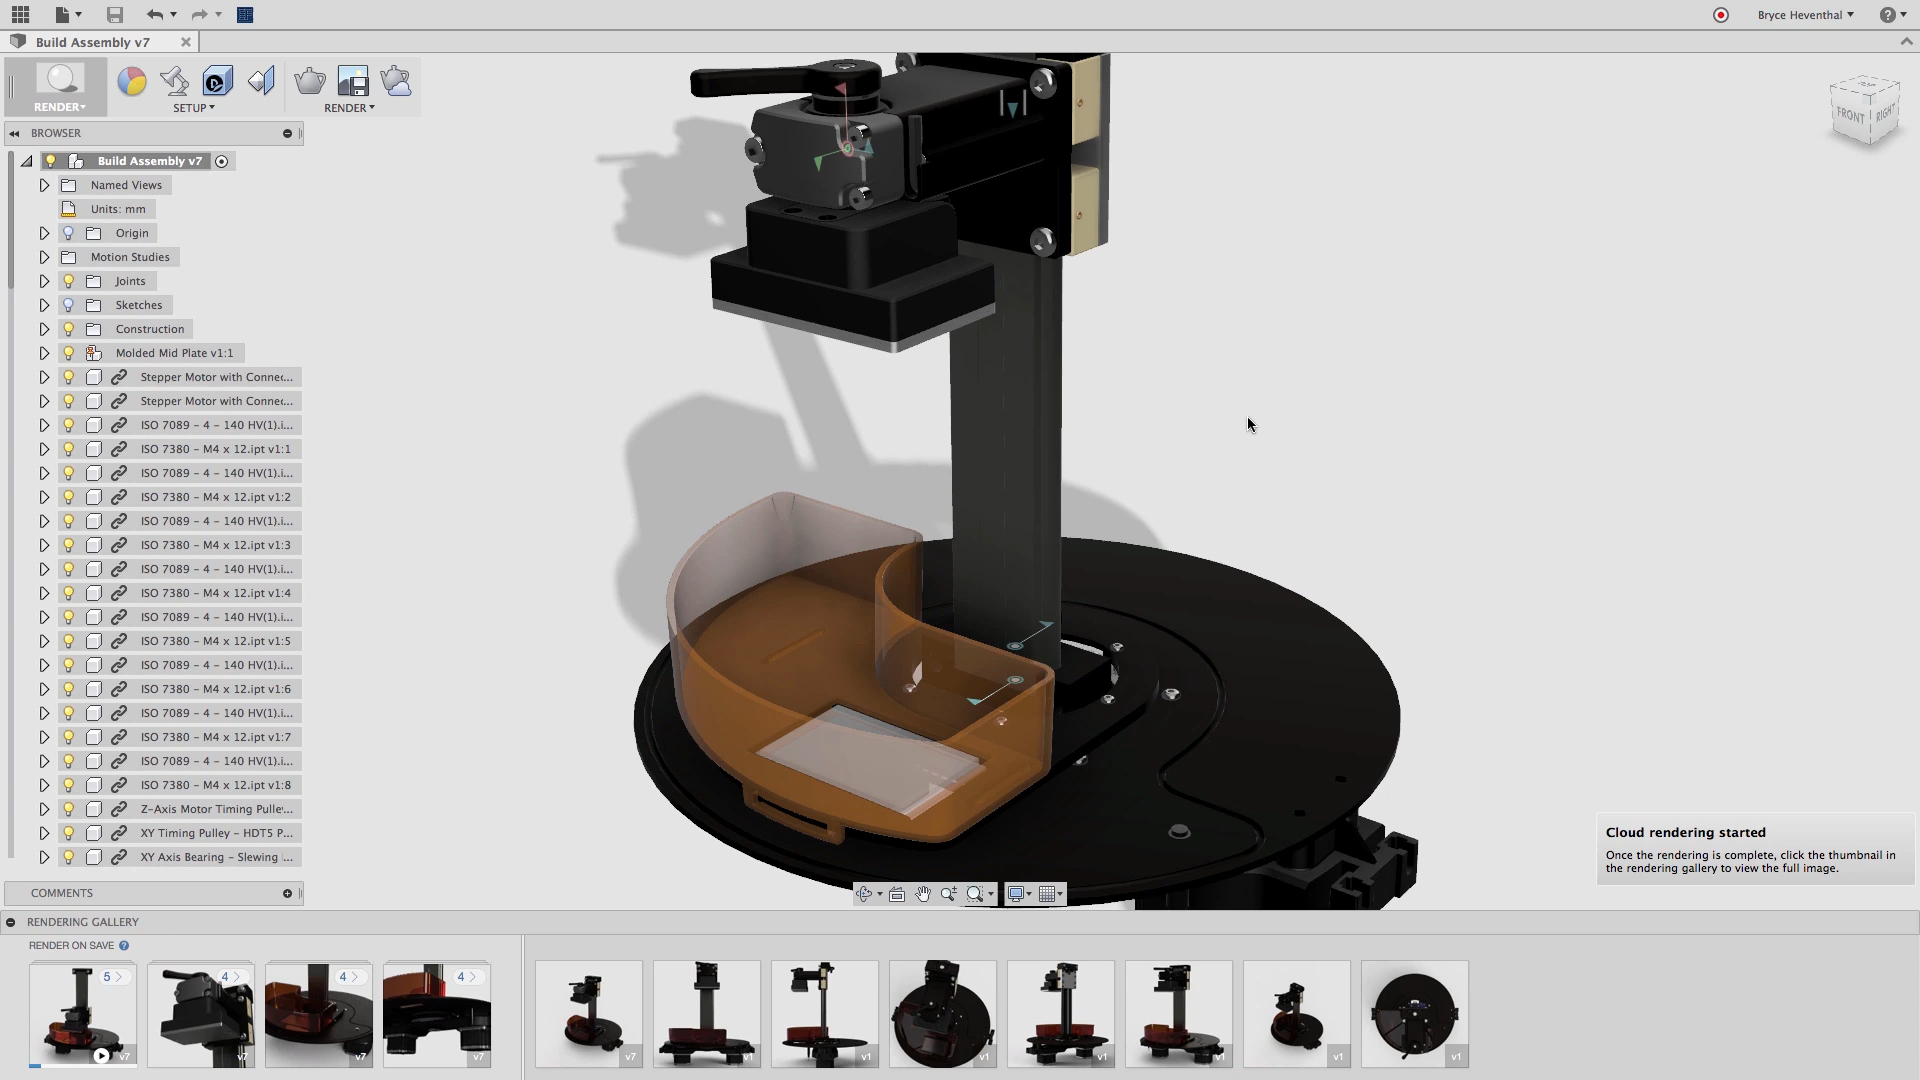 Bryce Heventhal
Build Assembly v7
RENDER
SETUP
RENDER
FRONT
RIGHT
BROWSER
Build Assembly v7
Named Views
Units: mm
Origin
Motion Studies
Joints
Sketches
Construction
Molded Mid Plate v1:1
Stepper Motor with Connec...
Stepper Motor with Connec...
ISO 7089 - 4 - 140 HV(1).i...
ISO 7380 - M4 x 12.ipt v1:1
ISO 7089 - 4 - 140 HV(1).i...
ISO 7380 - M4 x 12.ipt v1:2
ISO 7089 - 4 - 140 HV(1).i...
ISO 7380 - M4 x 12.ipt v1:3
ISO 7089 - 4 - 140 HV(1).i...
ISO 7380 - M4 x 12.ipt v1:4
ISO 7089 - 4 - 140 HV(1).i...
ISO 7380 - M4 x 12.ipt v1:5
ISO 7089 - 4 - 140 HV(1).i...
ISO 7380 - M4 x 12.ipt v1:6
ISO 7089 - 4 - 140 HV(1).i...
ISO 7380 - M4 x 12.ipt v1:7
ISO 7089 - 4 - 140 HV(1).i...
ISO 7380 - M4 x 12.ipt v1:8
Z-Axis Motor Timing Pulle...
XY Timing Pulley - HDT5 P...
XY Axis Bearing - Slewing ...
Cloud rendering started
Once the rendering is complete, click the thumbnail in
the rendering gallery to view the full image.
COMMENTS
RENDERING GALLERY
RENDER ON SAVE
5 4 4 4
v7 v7 v7 v7 v7 v1 v1 v1 v1 v1 v1 v1